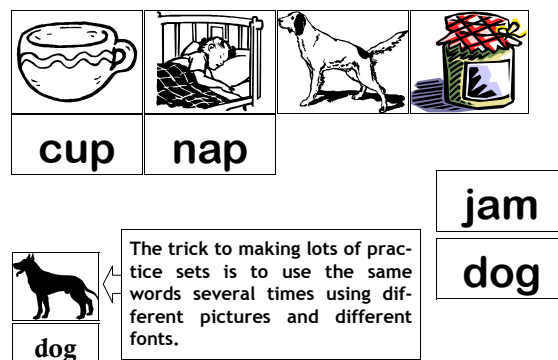 cup nap
jam
dog
The trick to making lots of prac-
tice sets is to use the same
words several times using dif-
ferent pictures and different
fonts.
dog